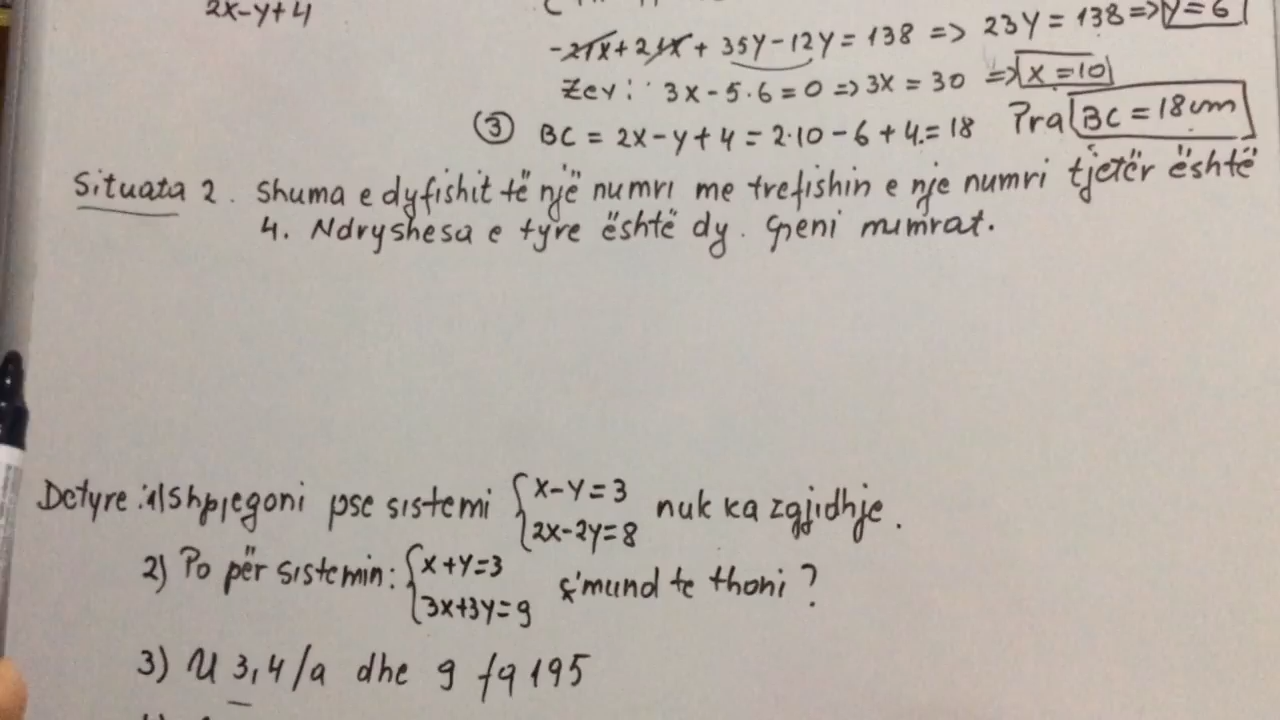 2x-y+4
-21x+21x+35y-12y=138 => 23y=138=>y=6
Zëv: 3x-5·6=0=>3x=30 =>x=10
③ BC = 2x-y+4=2·10-6+4=18 Pra BC=18cm
Situata 2. Shuma e dyfishit të një numri me trefishin e nje numri tjetër është
4. Ndryshesa e tyre është dy. Gjeni numrat.
Detyre: 1) Shpjegoni pse sistemi {x-y=3
2x-2y=8 nuk ka zgjidhje.
2) Po për sistemin: {x+y=3
3x+3y=9 ç'mund te thoni?
3) U 3,4/a dhe 9 fq 195